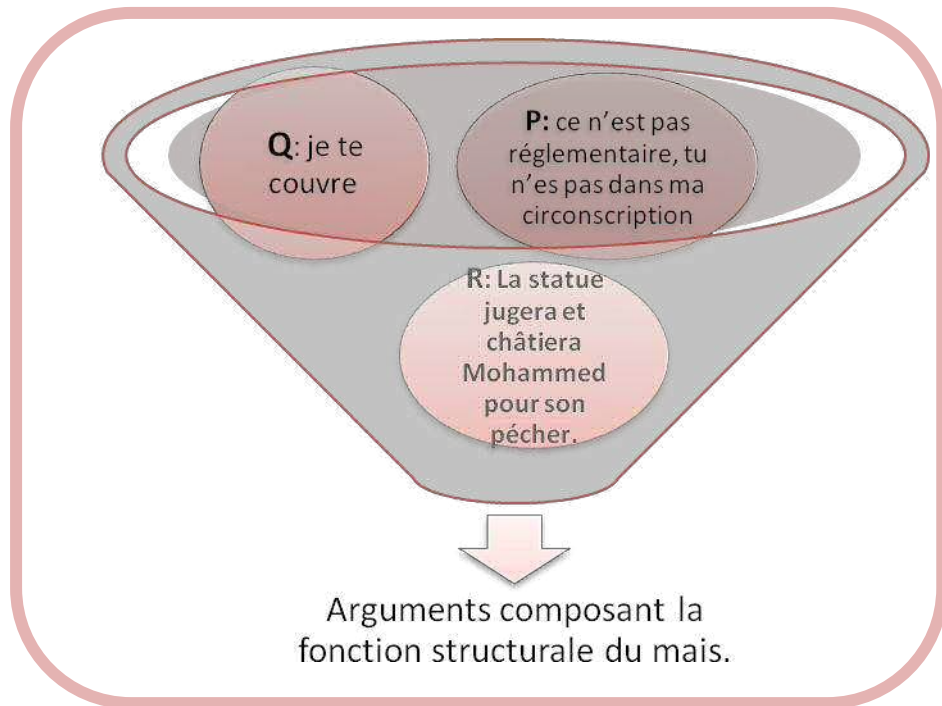 Q: je te
couvre
P: ce n'est pas
réglementaire, tu
n'es pas dans ma
circonscription
R: La statue
jugera et
châtiera
Mohammed
pour son
pécher.
Arguments composant la
fonction structurale du mais.